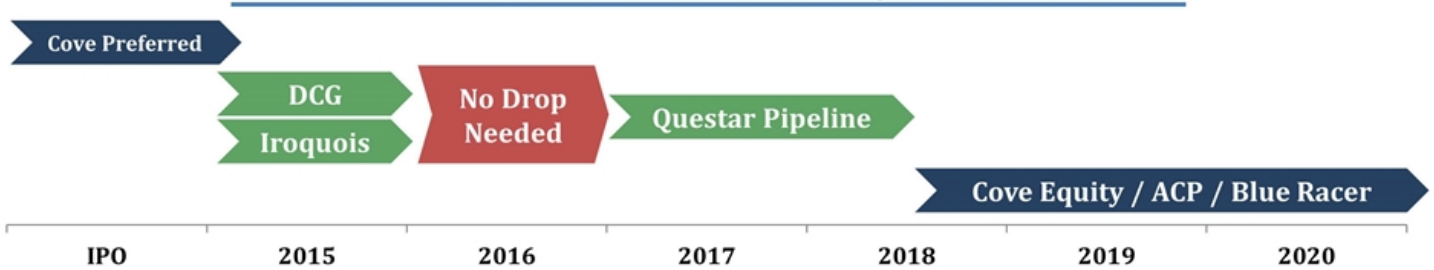 Cove Preferred
DCG
Iroquois
No Drop
Needed
Questar Pipeline
Cove Equity / ACP / Blue Racer
IPO 2015 2016 2017 2018 2019 2020